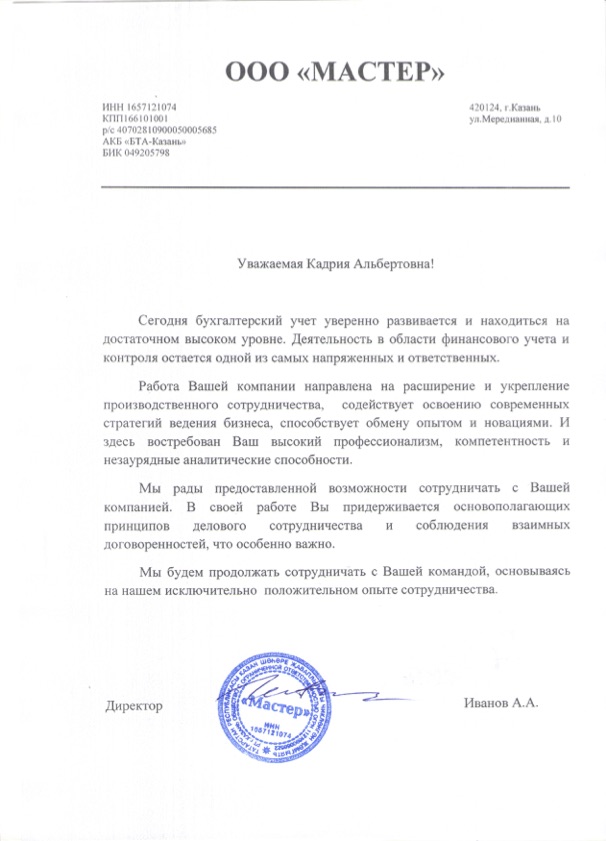 ООО «МАСТЕР»
ИНН 1657121074
КПП166101001
р/с 40702810900050005685
АКБ «БТА-Казань»
БИК 049205798
420124, г.Казань
ул.Мередианная, д.10
Уважаемая Кадрия Альбертовна!
Сегодня бухгалтерский учет уверенно развивается и находиться на
достаточном высоком уровне. Деятельность в области финансового учета и
контроля остается одной из самых напряженных и ответственных.
Работа Вашей компании направлена на расширение и укрепление
производственного сотрудничества, содействует освоению современных
стратегий ведения бизнеса, способствует обмену опытом и новациями. И
здесь востребован Ваш высокий профессионализм, компетентность и
незаурядные аналитические способности.
Мы рады предоставленной возможности сотрудничать с Вашей
компанией. В своей работе Вы придерживается основополагающих
принципов делового сотрудничества и соблюдения взаимных
договоренностей, что особенно важно.
Мы будем продолжать сотрудничать с Вашей командой, основываясь
на нашем исключительно положительном опыте сотрудничества.
Директор
«Мастер»
ИНН
1657121074
Иванов А.А.